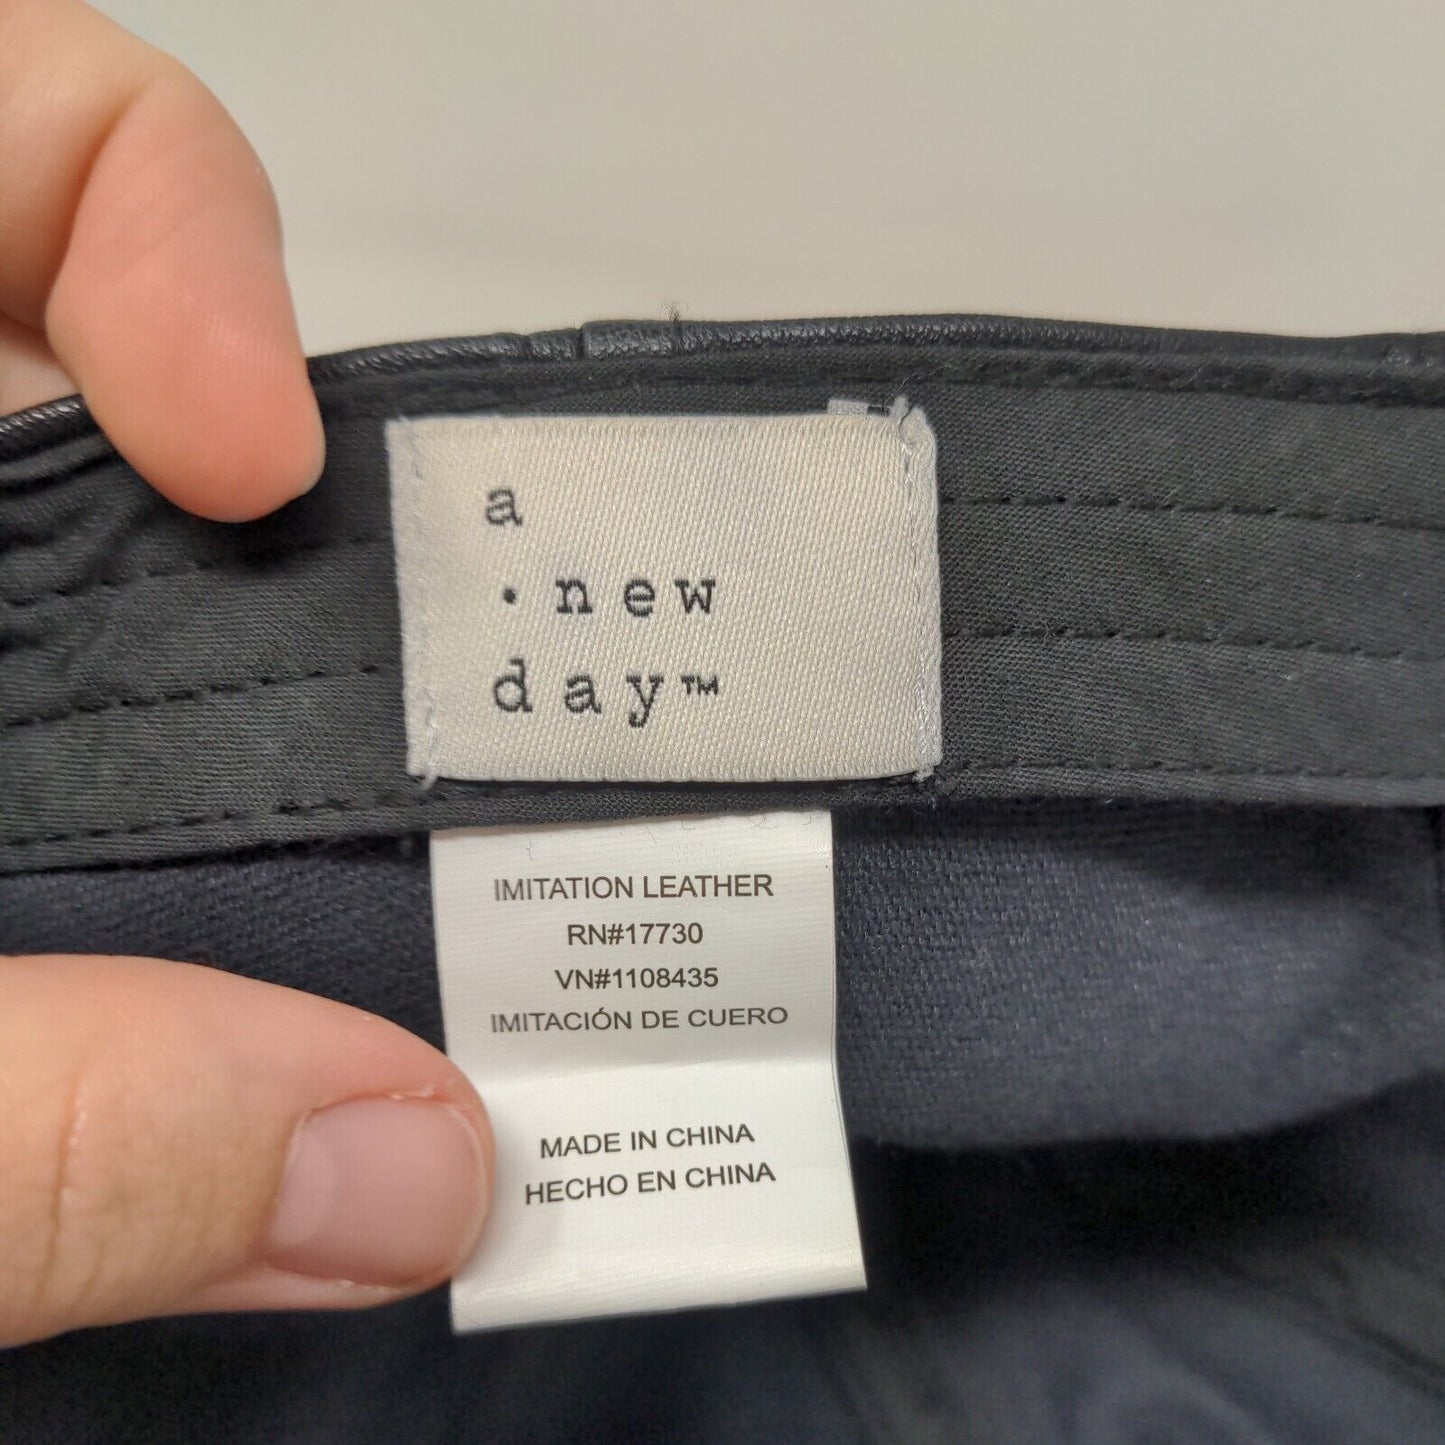 a
· new
day™
IMITATION LEATHER
RN#17730
VN#1108435
IMITACIÓN DE CUERO
MADE IN CHINA
HECHO EN CHINA